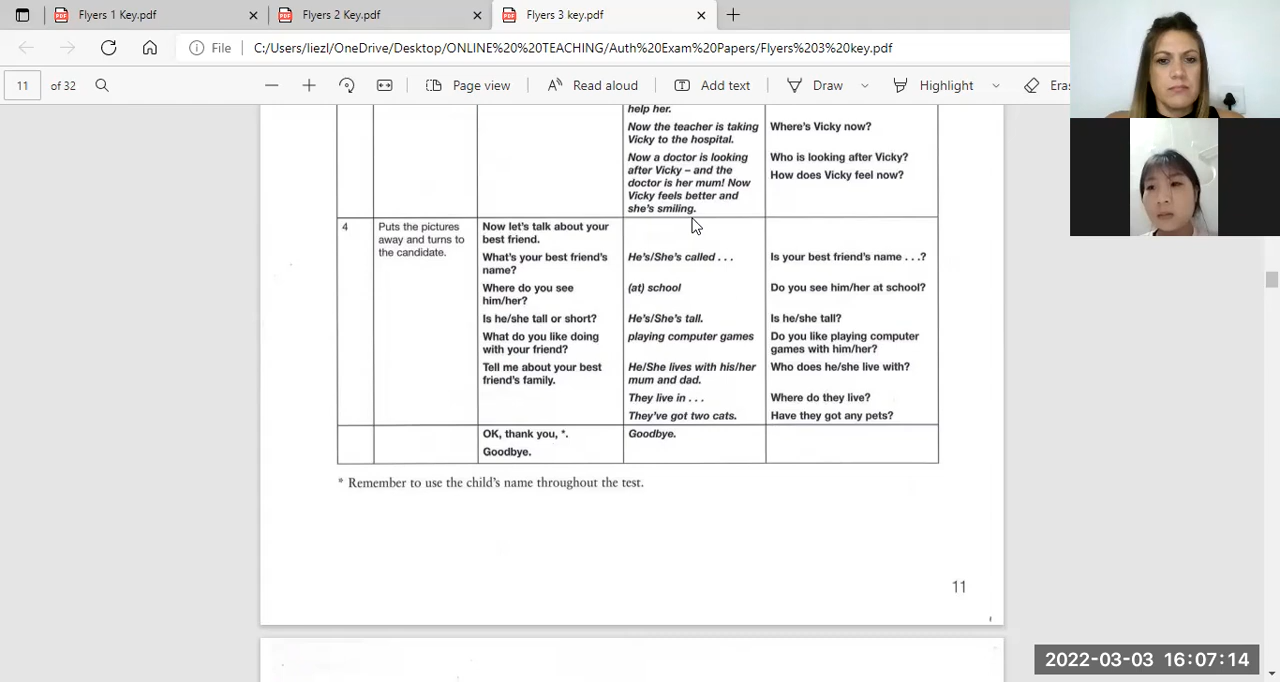 Flyers 1 Key.pdf
Flyers 2 Key.pdf
Flyers 3 key.pdf
File
C:/Users/liezl/OneDrive/Desktop/ONLINE%20%20TEACHING/Auth%20Exam%20Papers/Flyers%203%20key.pdf
11 of 32
Page view
Read aloud
Add text
Draw
Highlight
Eras
help her.
Now the teacher is taking
Vicky to the hospital.
Where's Vicky now?
Now a doctor is looking
after Vicky – and the
doctor is her mum! Now
Vicky feels better and
she's smiling.
Who is looking after Vicky?
How does Vicky feel now?
4
Puts the pictures
away and turns to
the candidate.
Now let's talk about your
best friend.
What's your best friend's
name?
He's/She's called . . .
Is your best friend's name . . .?
Where do you see
him/her?
(at) school
Do you see him/her at school?
Is he/she tall or short?
He's/She's tall.
Is he/she tall?
What do you like doing
with your friend?
playing computer games
Do you like playing computer
games with him/her?
Tell me about your best
friend's family.
He/She lives with his/her
mum and dad.
Who does he/she live with?
They live in . . .
Where do they live?
They've got two cats.
Have they got any pets?
OK, thank you, *.
Goodbye.
Goodbye.
* Remember to use the child's name throughout the test.
11
2022-03-03 16:07:14